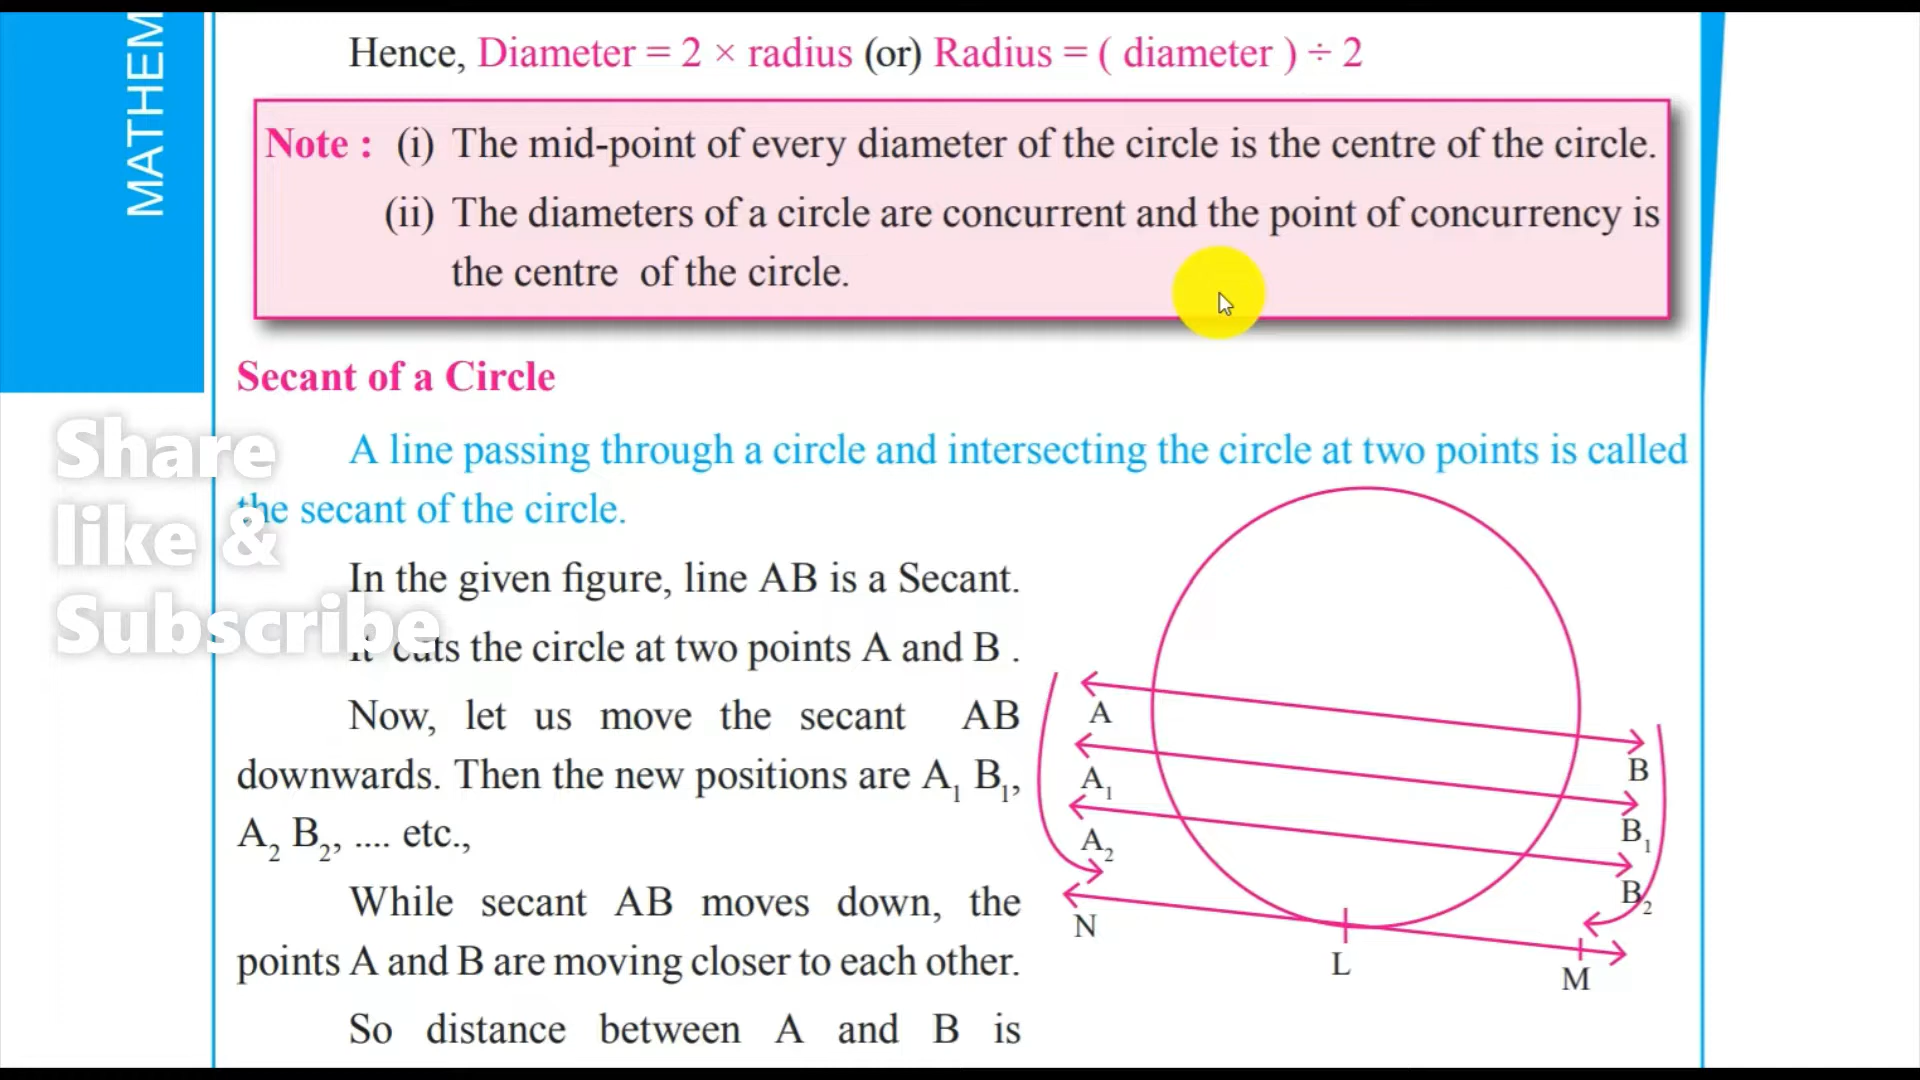 MATHEM
Hence, Diameter = 2 × radius (or) Radius = ( diameter ) ÷ 2
Note : (i) The mid-point of every diameter of the circle is the centre of the circle.
(ii) The diameters of a circle are concurrent and the point of concurrency is
the centre of the circle.
Secant of a Circle
A line passing through a circle and intersecting the circle at two points is called
the secant of the circle.
In the given figure, line AB is a Secant.
It cuts the circle at two points A and B .
Now, let us move the secant AB
downwards. Then the new positions are A₁ B₁,
A₂ B₂, .... etc.,
While secant AB moves down, the
points A and B are moving closer to each other.
So distance between A and B is
Share
like &
Subscribe
A
B
A₁
B₁
A₂
B₂
N
L
M